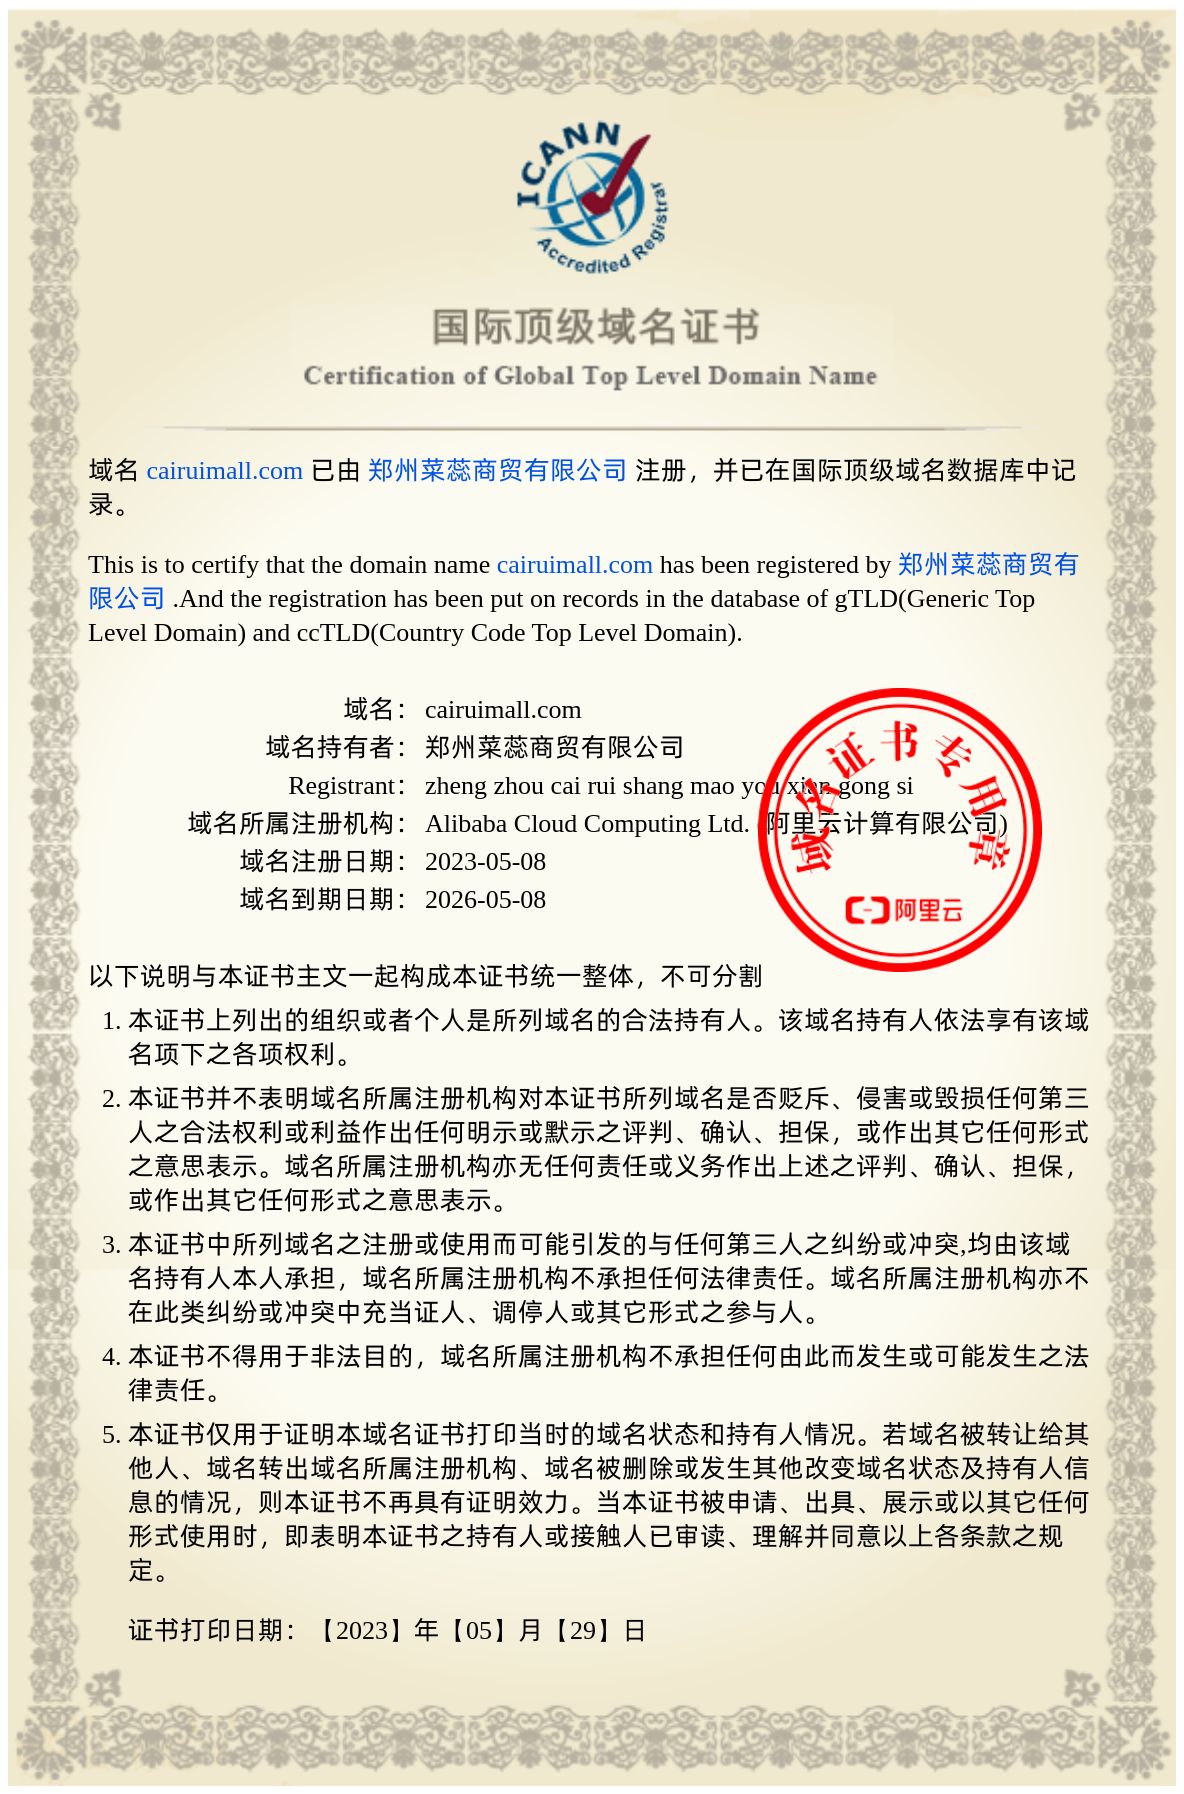 ICANN
Accredited Registrar
国际顶级域名证书
Certification of Global Top Level Domain Name
域名 cairuimall.com 已由 郑州菜蕊商贸有限公司 注册，并已在国际顶级域名数据库中记
录。
This is to certify that the domain name cairuimall.com has been registered by 郑州菜蕊商贸有
限公司 .And the registration has been put on records in the database of gTLD(Generic Top
Level Domain) and ccTLD(Country Code Top Level Domain).
域名： cairuimall.com
域名持有者： 郑州菜蕊商贸有限公司
Registrant： zheng zhou cai rui shang mao you xian gong si
域名所属注册机构： Alibaba Cloud Computing Ltd. (阿里云计算有限公司)
域名注册日期： 2023-05-08
域名到期日期： 2026-05-08
域名证书专用章
阿里云
以下说明与本证书主文一起构成本证书统一整体，不可分割
1. 本证书上列出的组织或者个人是所列域名的合法持有人。该域名持有人依法享有该域
名项下之各项权利。
2. 本证书并不表明域名所属注册机构对本证书所列域名是否贬斥、侵害或毁损任何第三
人之合法权利或利益作出任何明示或默示之评判、确认、担保，或作出其它任何形式
之意思表示。域名所属注册机构亦无任何责任或义务作出上述之评判、确认、担保，
或作出其它任何形式之意思表示。
3. 本证书中所列域名之注册或使用而可能引发的与任何第三人之纠纷或冲突,均由该域
名持有人本人承担，域名所属注册机构不承担任何法律责任。域名所属注册机构亦不
在此类纠纷或冲突中充当证人、调停人或其它形式之参与人。
4. 本证书不得用于非法目的，域名所属注册机构不承担任何由此而发生或可能发生之法
律责任。
5. 本证书仅用于证明本域名证书打印当时的域名状态和持有人情况。若域名被转让给其
他人、域名转出域名所属注册机构、域名被删除或发生其他改变域名状态及持有人信
息的情况，则本证书不再具有证明效力。当本证书被申请、出具、展示或以其它任何
形式使用时，即表明本证书之持有人或接触人已审读、理解并同意以上各条款之规
定。
证书打印日期：【2023】年【05】月【29】日